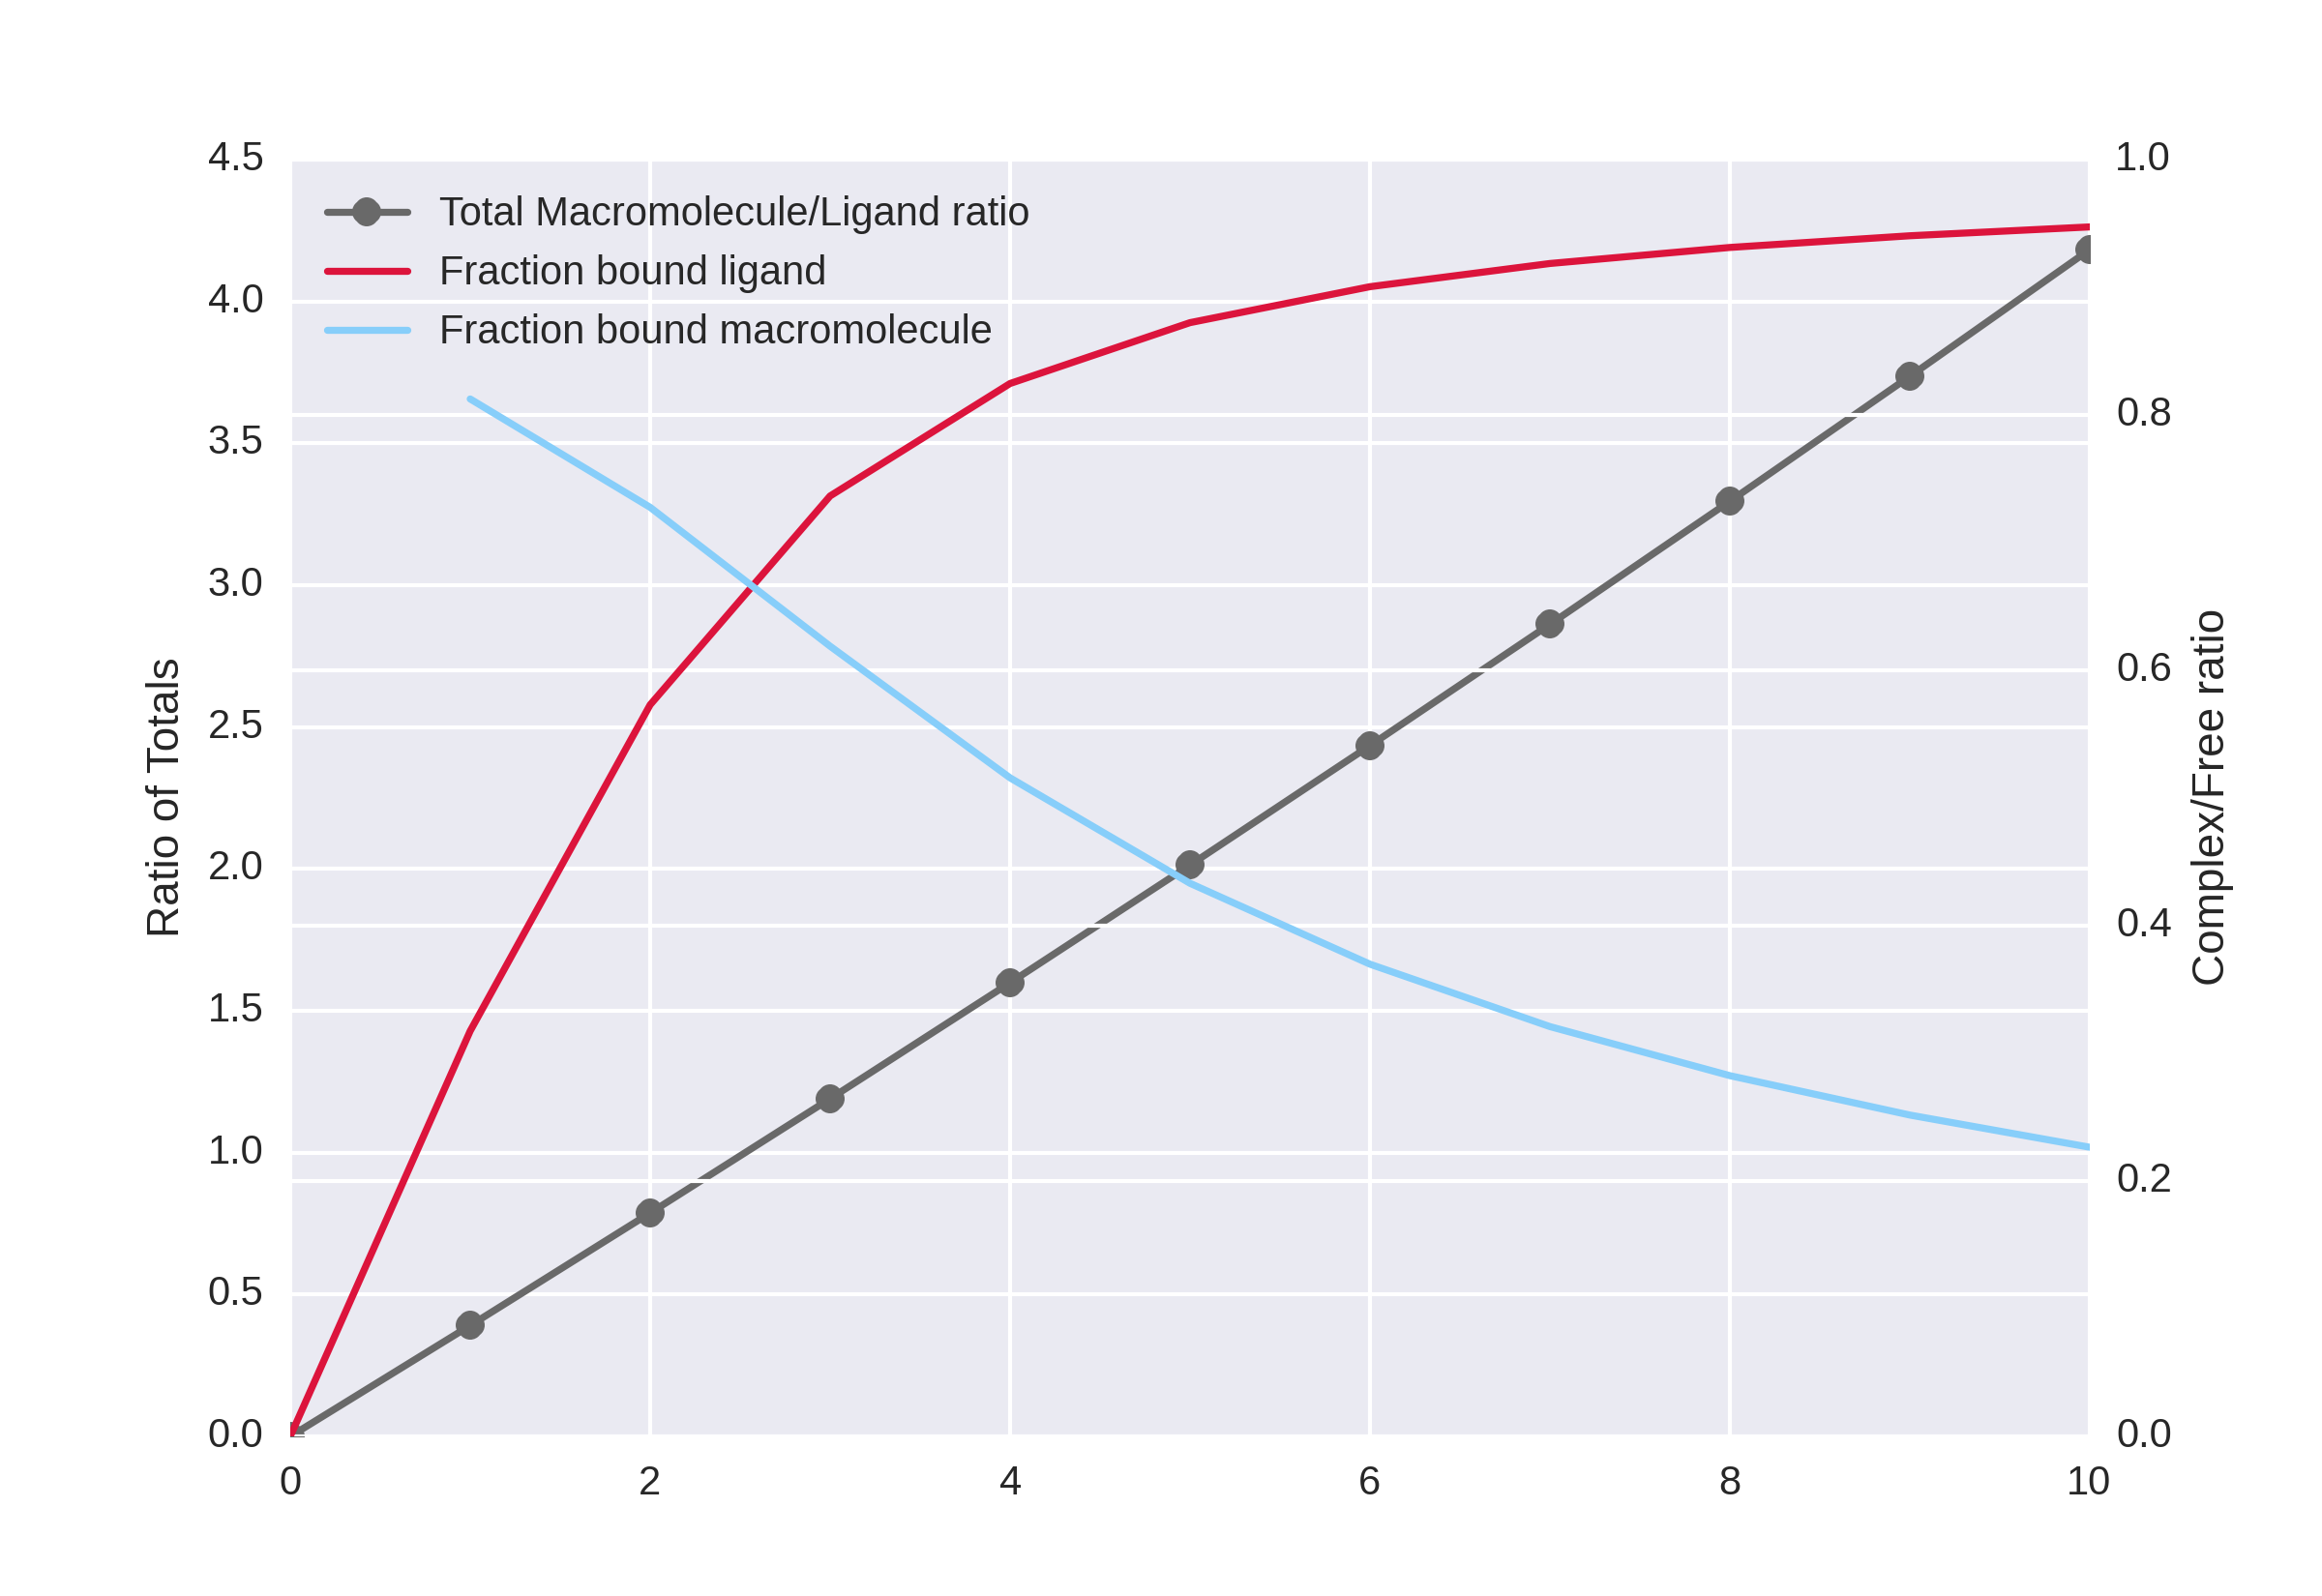 4.5
4.0
3.5
3.0
2.5
2.0
1.5
1.0
0.5
0.0
Ratio of Totals
Total Macromolecule/Ligand ratio
Fraction bound ligand
Fraction bound macromolecule
1.0
0.8
0.6
0.4
0.2
0.0
Complex/Free ratio
0 2 4 6 8 10